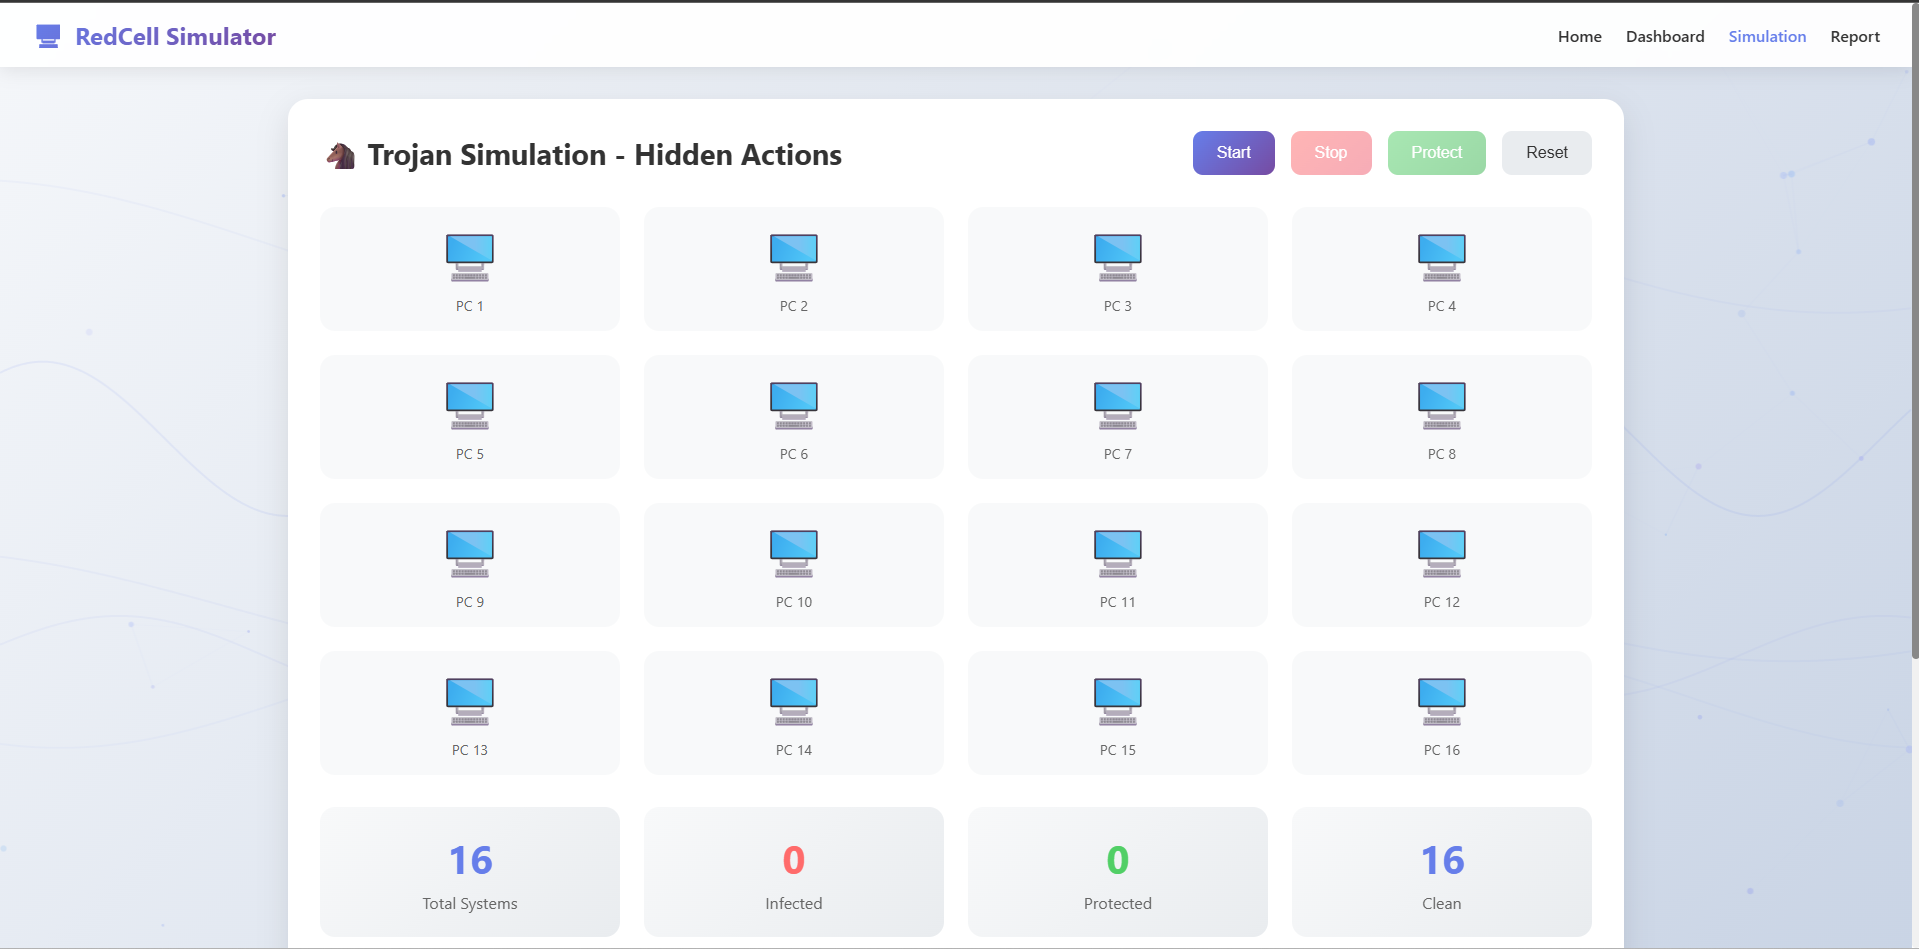 RedCell Simulator
Home Dashboard Simulation Report
Trojan Simulation - Hidden Actions
Start Stop Protect Reset
PC 1 PC 2 PC 3 PC 4
PC 5 PC 6 PC 7 PC 8
PC 9 PC 10 PC 11 PC 12
PC 13 PC 14 PC 15 PC 16
16 0 0 16
Total Systems Infected Protected Clean